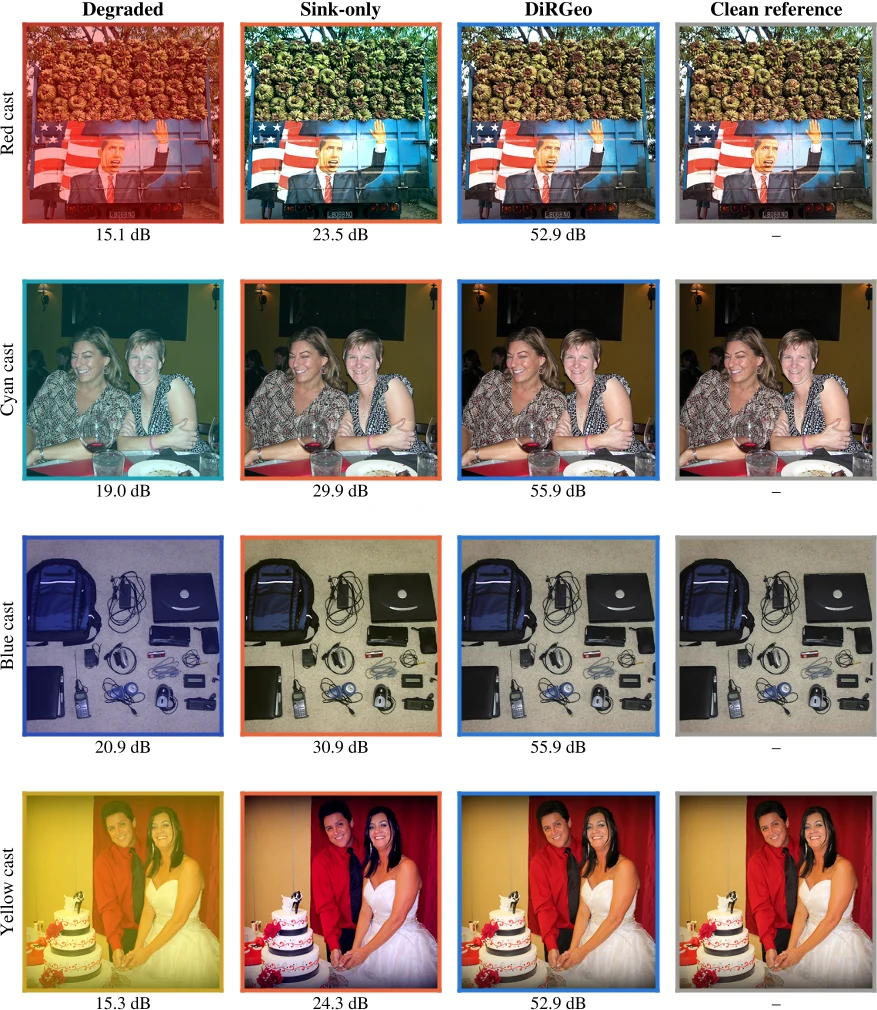 Degraded Sink-only DiRGeo Clean reference
Red cast
15.1 dB 23.5 dB 52.9 dB –
Cyan cast
19.0 dB 29.9 dB 55.9 dB –
Blue cast
20.9 dB 30.9 dB 55.9 dB –
Yellow cast
15.3 dB 24.3 dB 52.9 dB –